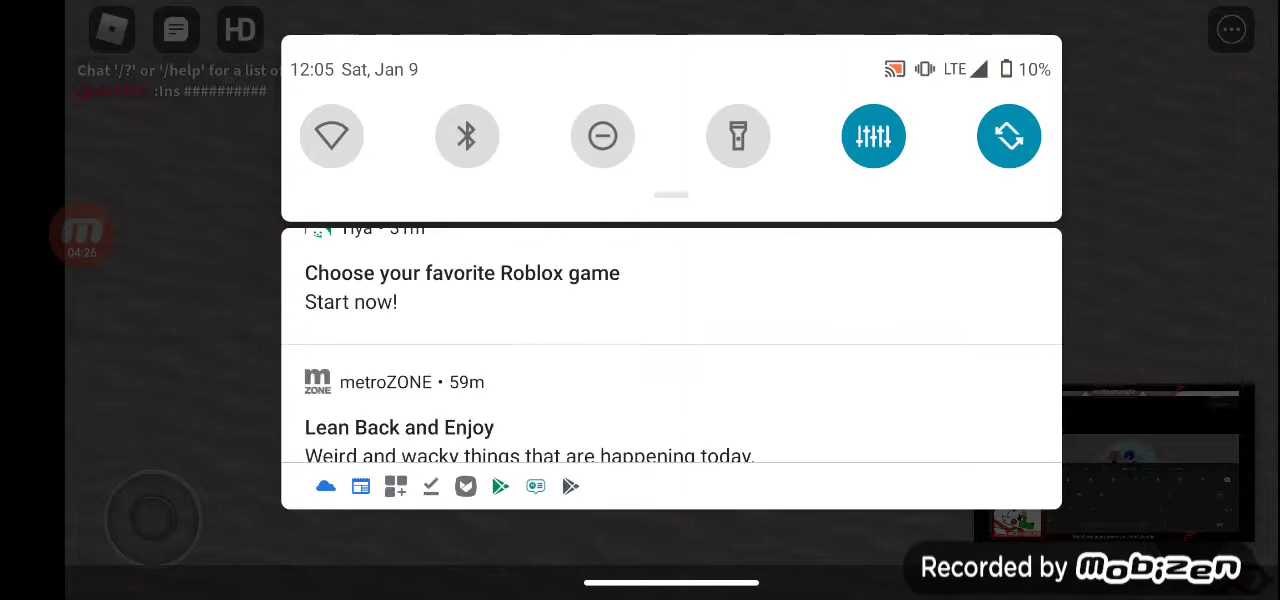 HD
Chat '/?' or '/help' for a list o
:Ins ##########
12:05 Sat, Jan 9
LTE 10%
04:26
Tiya • 31m
Choose your favorite Roblox game
Start now!
m ZONE metroZONE • 59m
Lean Back and Enjoy
Weird and wacky things that are happening today.
Recorded by mobizen